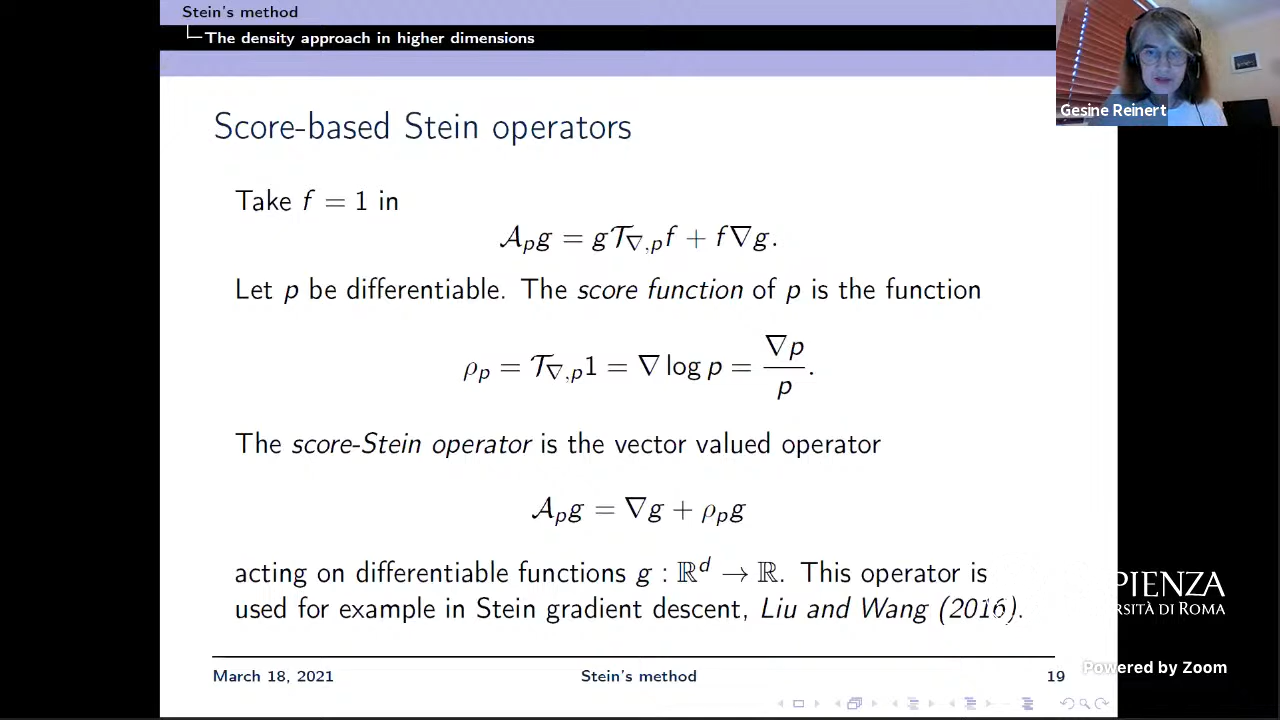 Stein's method
The density approach in higher dimensions
Gesine Reinert
Score-based Stein operators
Take f = 1 in
𝒜ₚg = g𝒯∇,ₚf + f∇g.
Let p be differentiable. The score function of p is the function
ρₚ = 𝒯∇,ₚ1 = ∇ log p = ∇p / p.
The score-Stein operator is the vector valued operator
𝒜ₚg = ∇g + ρₚg
acting on differentiable functions g : ℝᵈ → ℝ. This operator is
used for example in Stein gradient descent, Liu and Wang (2016).
PIENZA
RSITÀ DI ROMA
March 18, 2021 Stein's method 19
Powered by Zoom